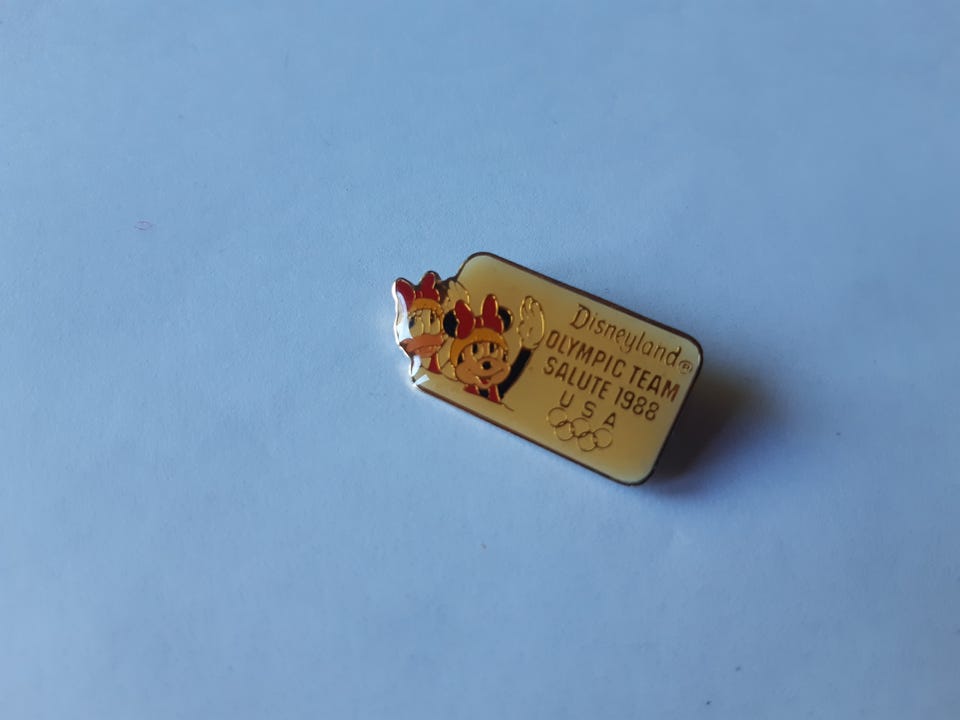 Disneyland®
OLYMPIC TEAM
SALUTE 1988
USA